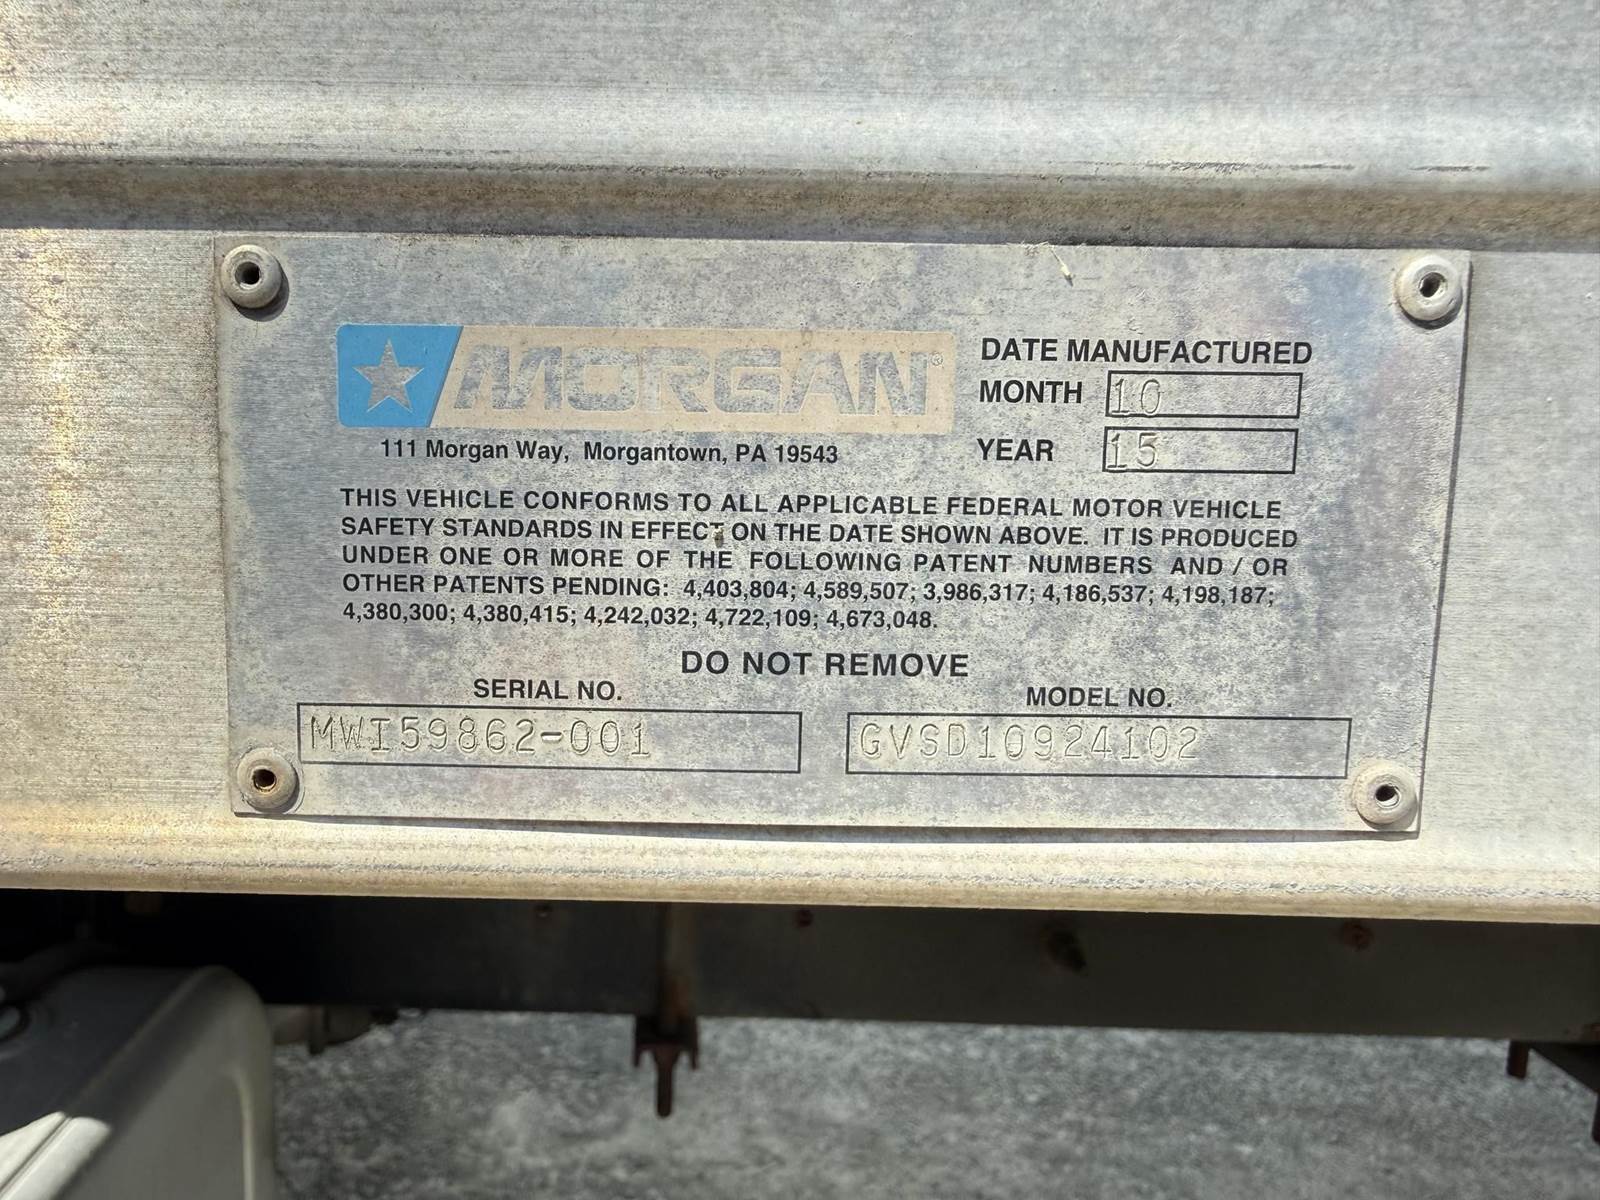 MORGAN®
111 Morgan Way, Morgantown, PA 19543
DATE MANUFACTURED
MONTH 10
YEAR 15
THIS VEHICLE CONFORMS TO ALL APPLICABLE FEDERAL MOTOR VEHICLE
SAFETY STANDARDS IN EFFECT ON THE DATE SHOWN ABOVE. IT IS PRODUCED
UNDER ONE OR MORE OF THE FOLLOWING PATENT NUMBERS AND / OR
OTHER PATENTS PENDING: 4,403,804; 4,589,507; 3,986,317; 4,186,537; 4,198,187;
4,380,300; 4,380,415; 4,242,032; 4,722,109; 4,673,048.
DO NOT REMOVE
SERIAL NO.
MWI59862-001
MODEL NO.
GVSD10924102